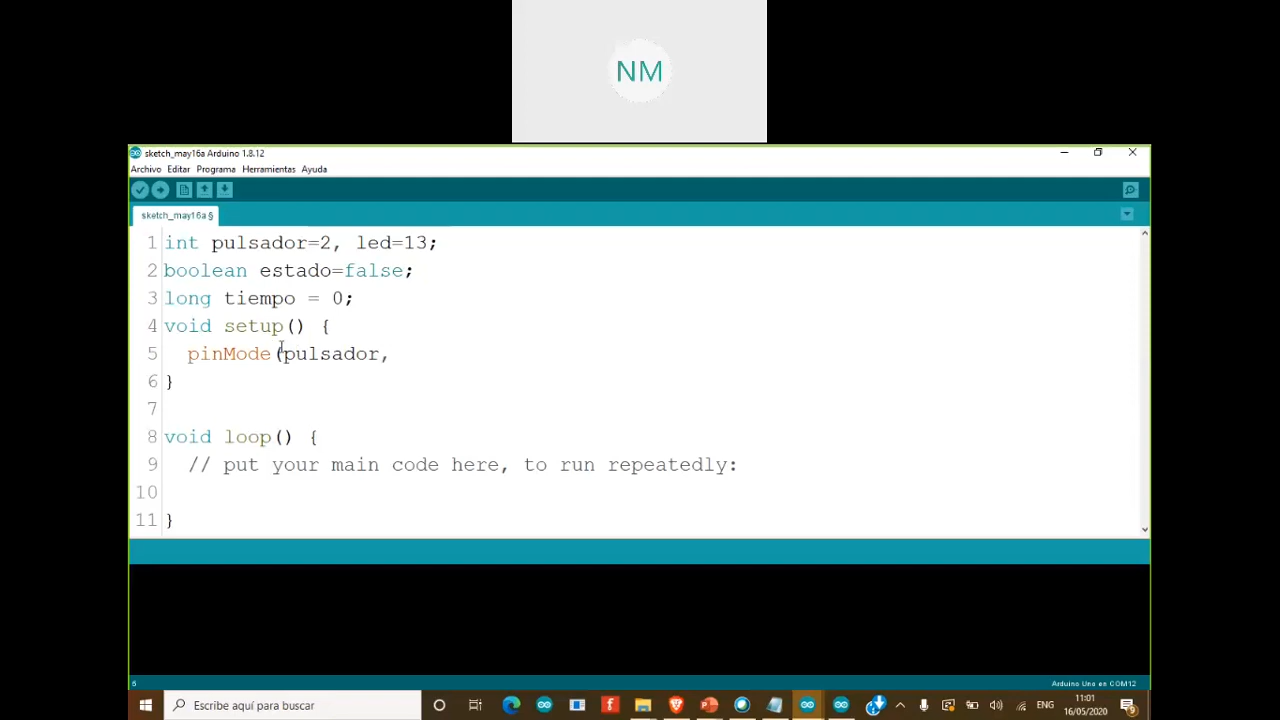 NM
sketch_may16a Arduino 1.8.12
Archivo Editar Programa Herramientas Ayuda
sketch_may16a §
1 int pulsador=2, led=13;
2 boolean estado=false;
3 long tiempo = 0;
4 void setup() {
5 pinMode(pulsador,
6 }
7
8 void loop() {
9 // put your main code here, to run repeatedly:
10
11 }
6
Arduino Uno en COM12
Escribe aquí para buscar
ENG
11:01
16/05/2020
9